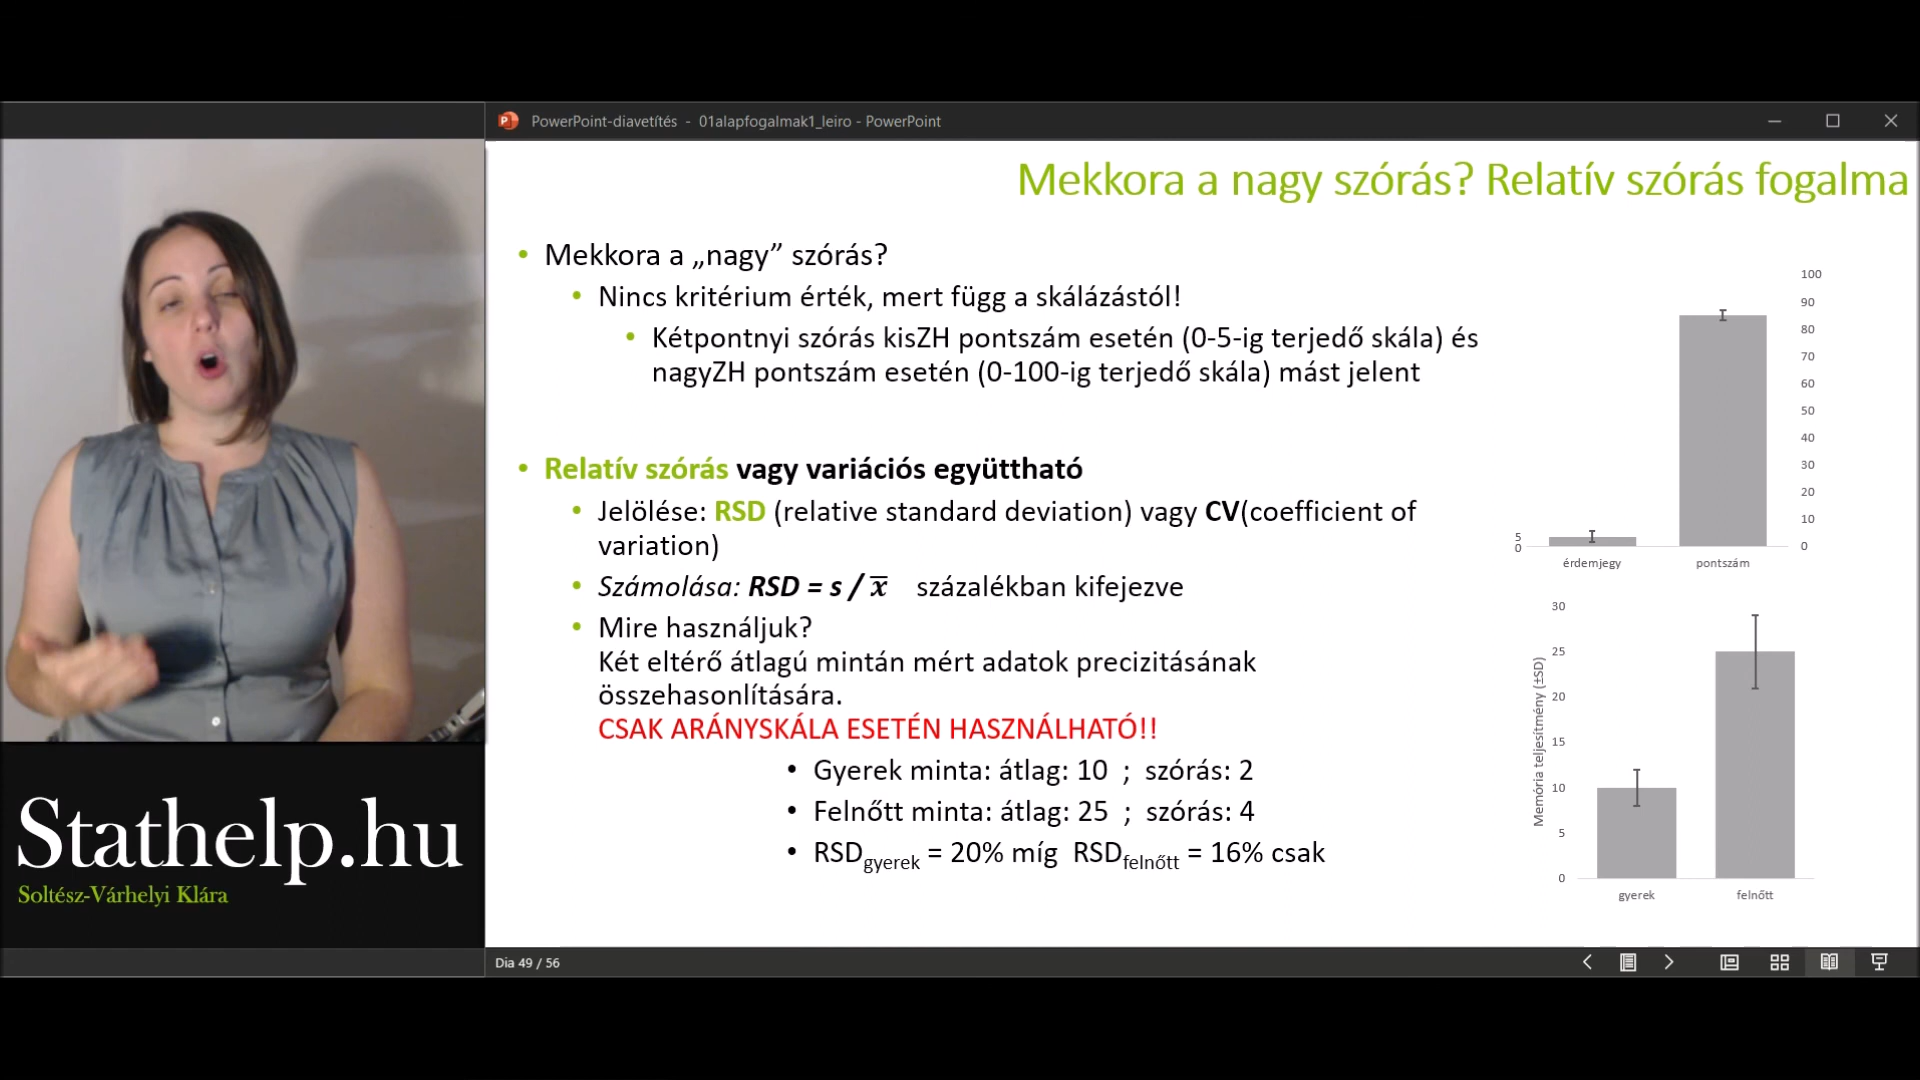 PowerPoint-diavetítés - 01alapfogalmak1_leiro - PowerPoint
Mekkora a nagy szórás? Relatív szórás fogalma
• Mekkora a „nagy” szórás?
• Nincs kritérium érték, mert függ a skálázástól!
• Kétpontnyi szórás kisZH pontszám esetén (0-5-ig terjedő skála) és
nagyZH pontszám esetén (0-100-ig terjedő skála) mást jelent
• Relatív szórás vagy variációs együttható
• Jelölése: RSD (relative standard deviation) vagy CV(coefficient of
variation)
• Számolása: RSD = s / x̅ százalékban kifejezve
• Mire használjuk?
Két eltérő átlagú mintán mért adatok precizitásának
összehasonlítására.
CSAK ARÁNYSKÁLA ESETÉN HASZNÁLHATÓ!!
• Gyerek minta: átlag: 10 ; szórás: 2
• Felnőtt minta: átlag: 25 ; szórás: 4
• RSDgyerek = 20% míg RSDfelnőtt = 16% csak
100
90
80
70
60
50
40
30
20
10
0
5
0
érdemjegy pontszám
Memória teljesítmény (±SD)
30
25
20
15
10
5
0
gyerek felnőtt
Stathelp.hu
Soltész-Várhelyi Klára
Dia 49 / 56